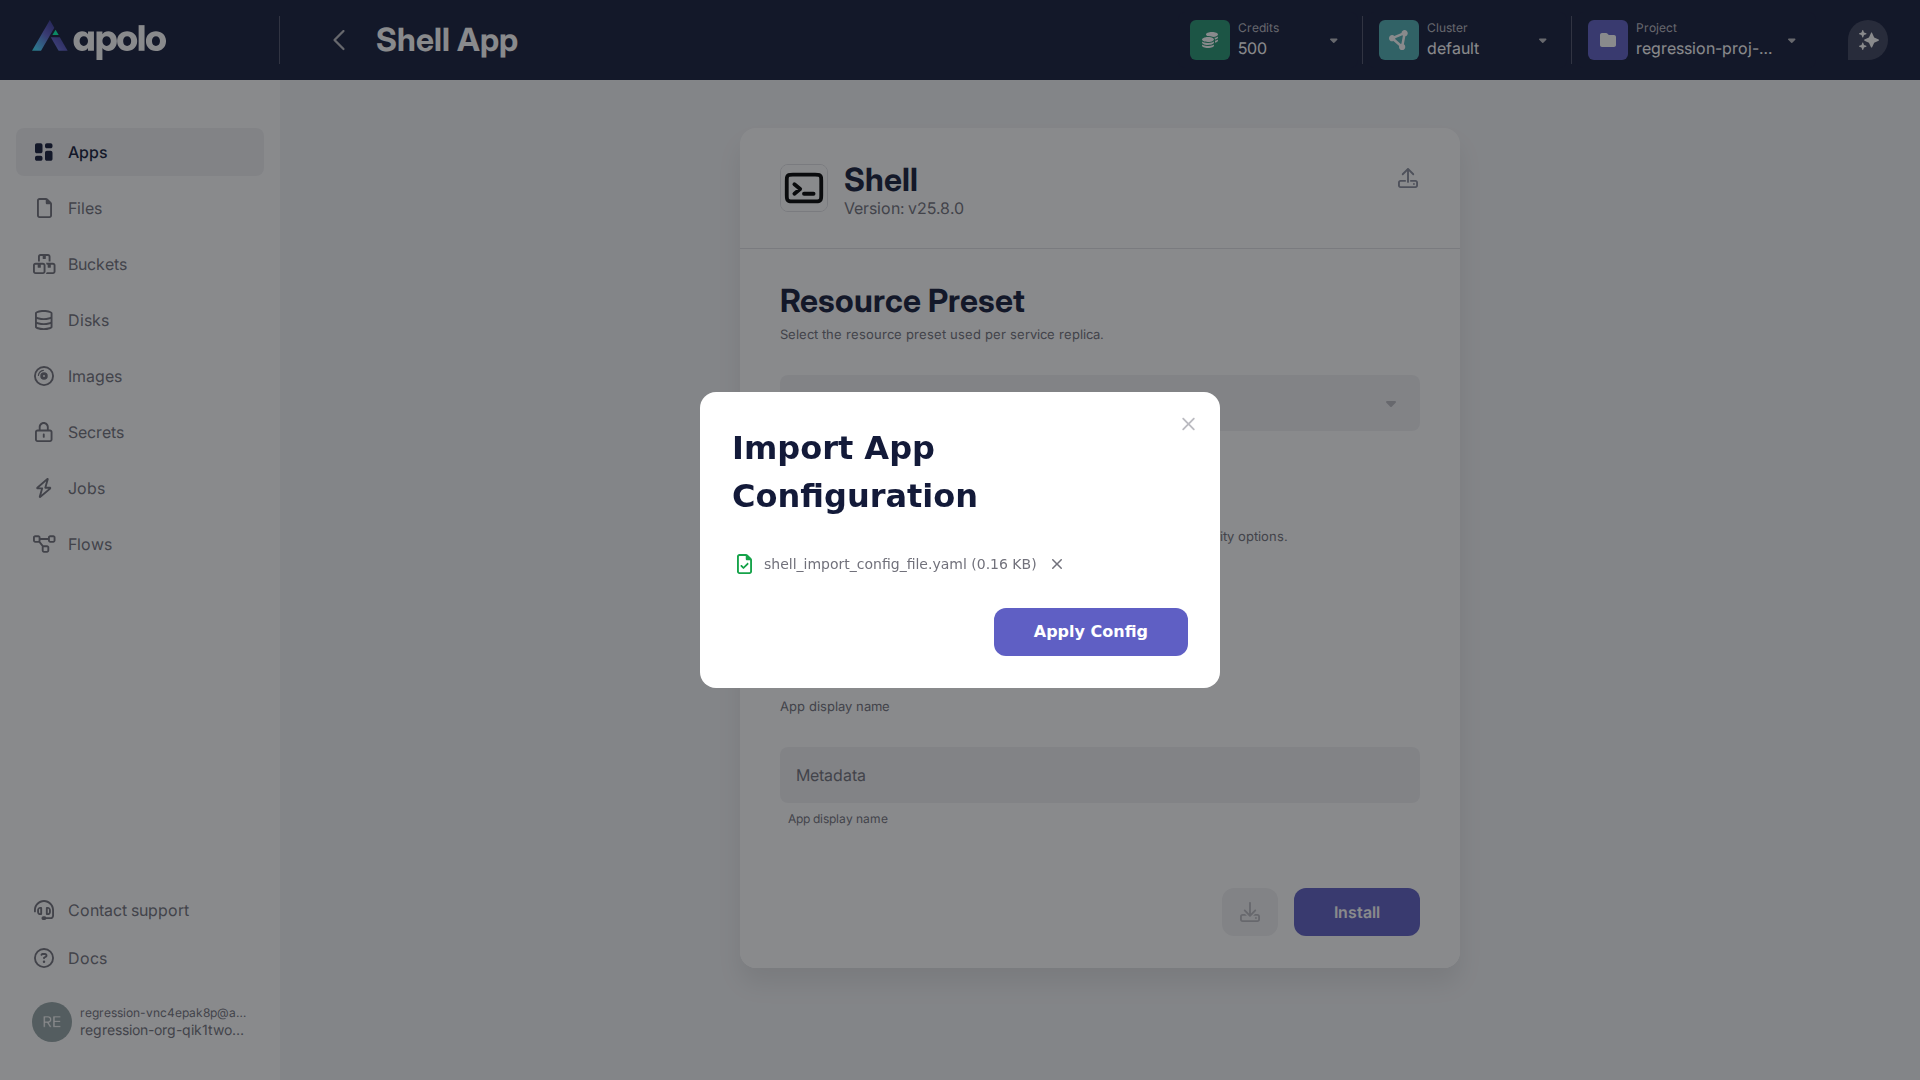 apolo
Shell App
Credits
500
Cluster
default
Project
regression-proj-...
Apps
Files
Buckets
Disks
Images
Secrets
Jobs
Flows
Contact support
Docs
RE
regression-vnc4epak8p@a...
regression-org-qik1two...
Shell
Version: v25.8.0
Resource Preset
Select the resource preset used per service replica.
ity options.
Import App
Configuration
shell_import_config_file.yaml (0.16 KB)
Apply Config
App display name
Metadata
App display name
Install